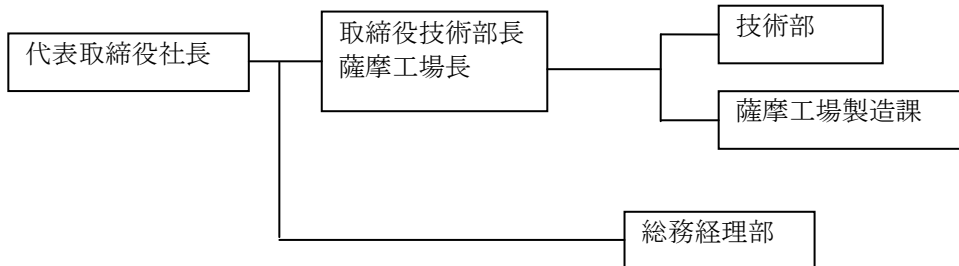 代表取締役社長
取締役技術部長
薩摩工場長
技術部
薩摩工場製造課
総務経理部